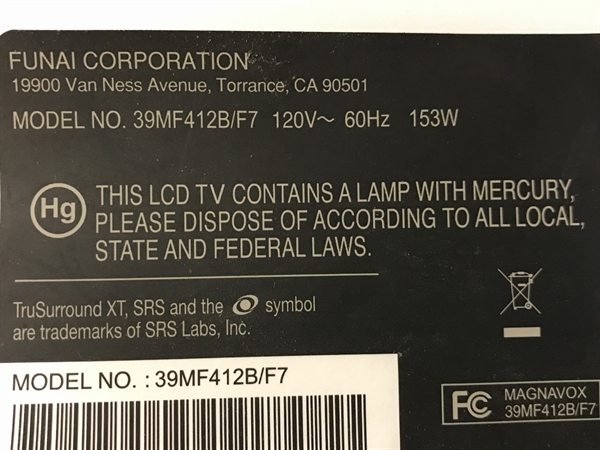 FUNAI CORPORATION
19900 Van Ness Avenue, Torrance, CA 90501
MODEL NO. 39MF412B/F7 120V~ 60Hz 153W
Hg
THIS LCD TV CONTAINS A LAMP WITH MERCURY,
PLEASE DISPOSE OF ACCORDING TO ALL LOCAL,
STATE AND FEDERAL LAWS.
TruSurround XT, SRS and the symbol
are trademarks of SRS Labs, Inc.
MODEL NO. : 39MF412B/F7
FC
MAGNAVOX
39MF412B/F7